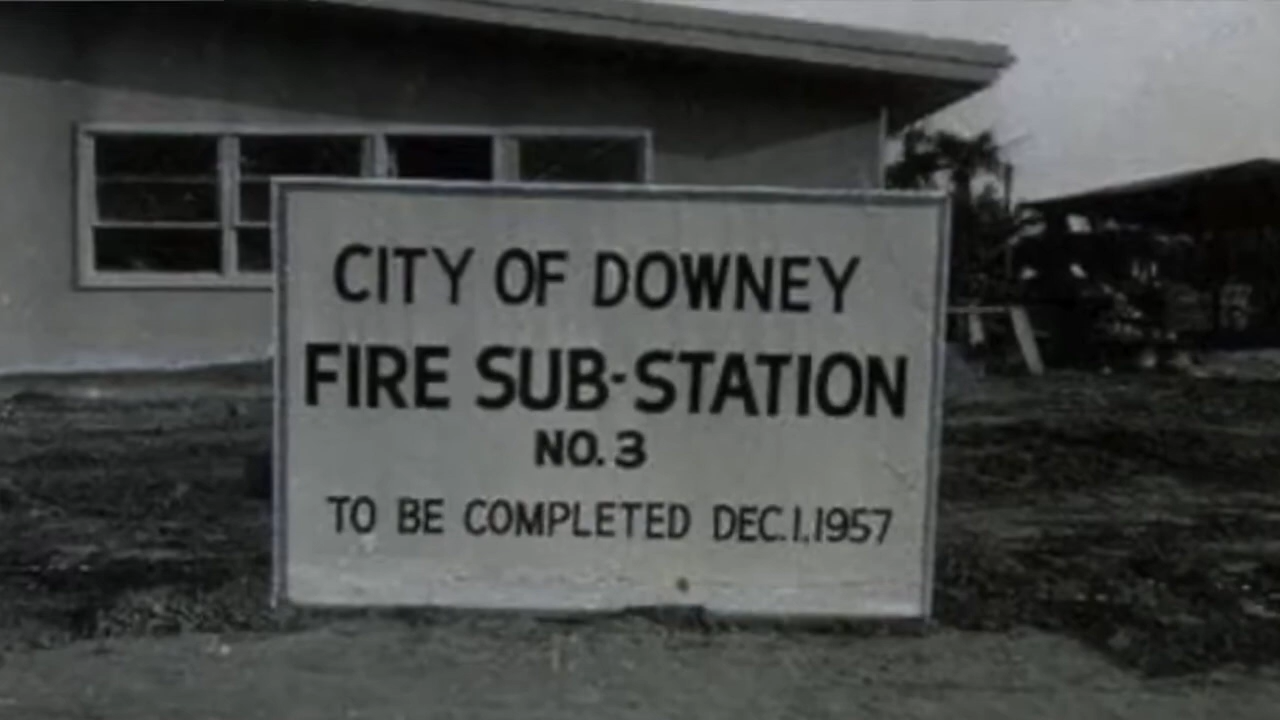 CITY OF DOWNEY
FIRE SUB-STATION
NO. 3
TO BE COMPLETED DEC.1,1957